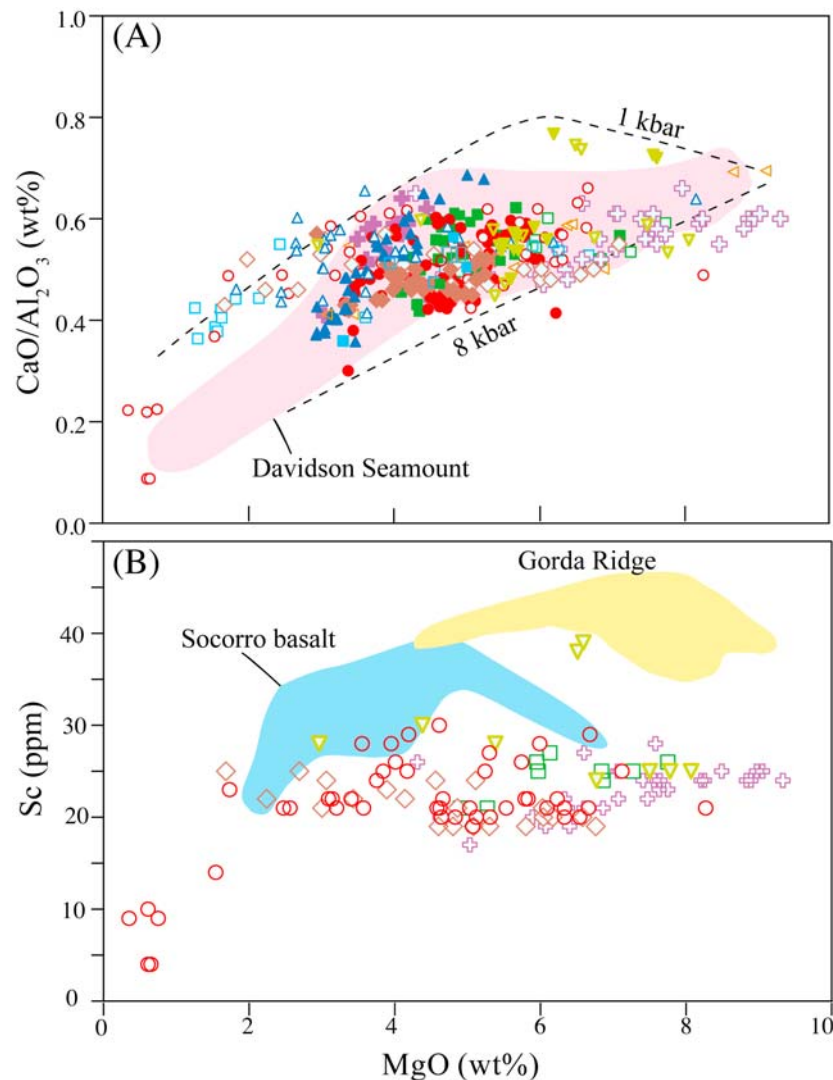 (A)
1.0
0.8
0.6
0.4
0.2
0.0
CaO/Al2O3 (wt%)
1 kbar
8 kbar
Davidson Seamount
(B)
50
40
30
20
10
0
Sc (ppm)
Gorda Ridge
Socorro basalt
0 2 4 6 8 10
MgO (wt%)